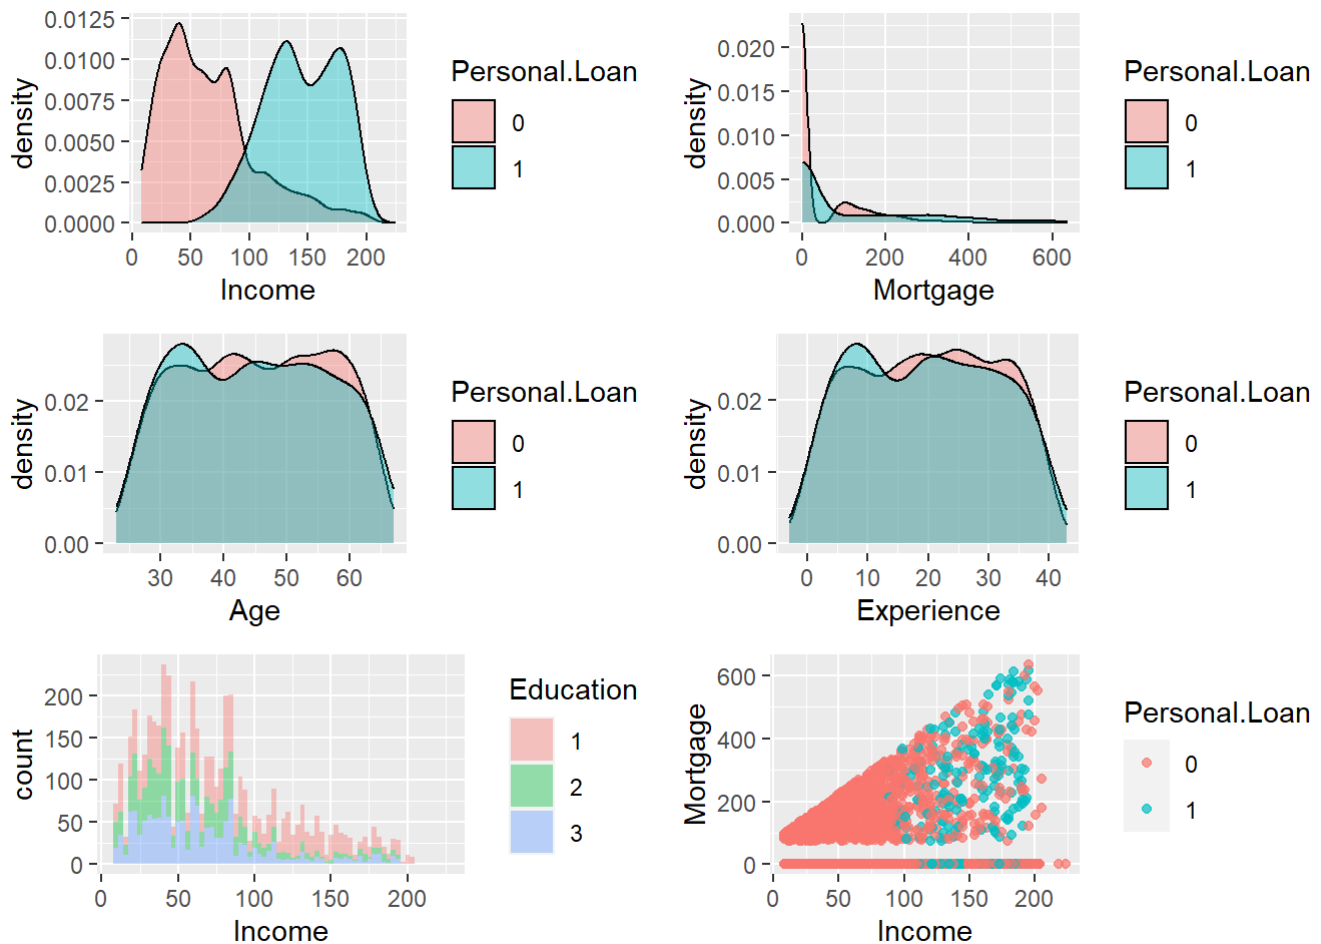 0.0125
0.0100
0.0075
0.0050
0.0025
0.0000
density
0 50 100 150 200
Income
Personal.Loan
0
1
0.020
0.015
0.010
0.005
0.000
density
0 200 400 600
Mortgage
Personal.Loan
0
1
0.02
0.01
0.00
density
30 40 50 60
Age
Personal.Loan
0
1
0.02
0.01
0.00
density
0 10 20 30 40
Experience
Personal.Loan
0
1
200
150
100
50
0
count
0 50 100 150 200
Income
Education
1
2
3
600
400
200
0
Mortgage
0 50 100 150 200
Income
Personal.Loan
0
1